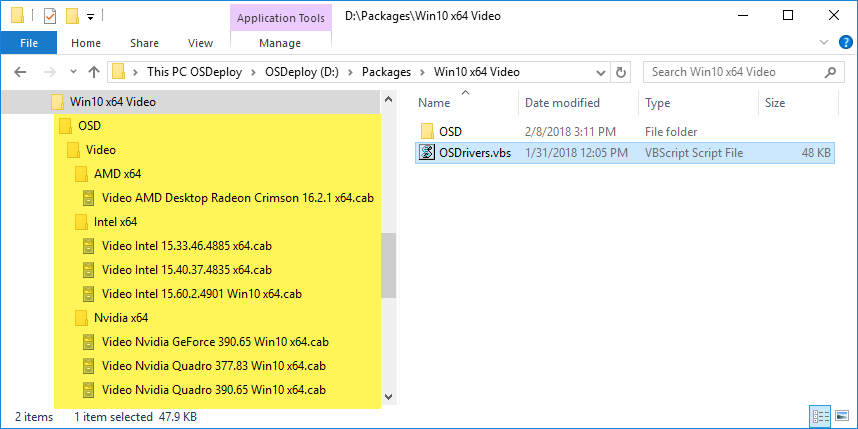 Application Tools
D:\Packages\Win10 x64 Video
File Home Share View Manage
This PC OSDeploy OSDeploy (D:) Packages Win10 x64 Video
Search Win10 x64 Video
Win10 x64 Video
OSD
Video
AMD x64
Video AMD Desktop Radeon Crimson 16.2.1 x64.cab
Intel x64
Video Intel 15.33.46.4885 x64.cab
Video Intel 15.40.37.4835 x64.cab
Video Intel 15.60.2.4901 Win10 x64.cab
Nvidia x64
Video Nvidia GeForce 390.65 Win10 x64.cab
Video Nvidia Quadro 377.83 Win10 x64.cab
Video Nvidia Quadro 390.65 Win10 x64.cab
Name Date modified Type Size
OSD 2/8/2018 3:11 PM File folder
OSDrivers.vbs 1/31/2018 12:05 PM VBScript Script File 48 KB
2 items 1 item selected 47.9 KB